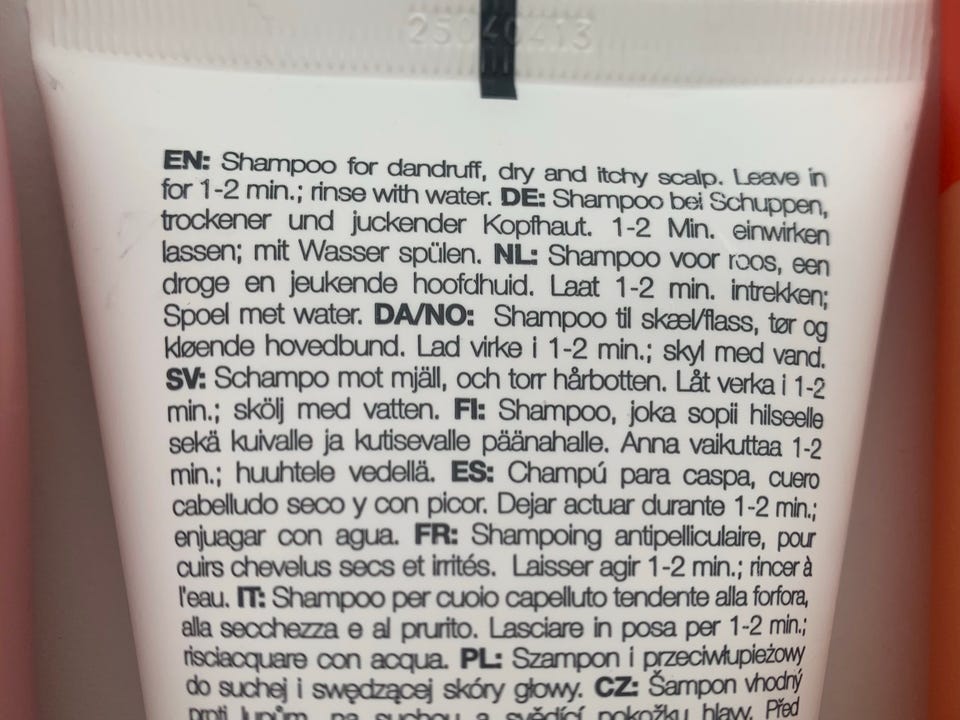 EN: Shampoo for dandruff, dry and itchy scalp. Leave in
for 1-2 min.; rinse with water. DE: Shampoo bei Schuppen,
trockener und juckender Kopfhaut. 1-2 Min. einwirken
lassen; mit Wasser spülen. NL: Shampoo voor roos, een
droge en jeukende hoofdhuid. Laat 1-2 min. intrekken;
Spoel met water. DA/NO: Shampoo til skæl/flass, tør og
kløende hovedbund. Lad virke i 1-2 min.; skyl med vand.
SV: Schampo mot mjäll, och torr hårbotten. Låt verka i 1-2
min.; skölj med vatten. FI: Shampoo, joka sopii hilseelle
sekä kuivalle ja kutisevalle päänahalle. Anna vaikuttaa 1-2
min.; huuhtele vedellä. ES: Champú para caspa, cuero
cabelludo seco y con picor. Dejar actuar durante 1-2 min.;
enjuagar con agua. FR: Shampoing antipelliculaire, pour
cuirs chevelus secs et irrités. Laisser agir 1-2 min.; rincer à
l'eau. IT: Shampoo per cuoio capelluto tendente alla forfora,
alla secchezza e al prurito. Lasciare in posa per 1-2 min.;
risciacquare con acqua. PL: Szampon i przeciwłupieżowy
do suchej i swędzącej skóry głowy. CZ: Šampon vhodný
proti lupům, na suchou a svědící pokožku hlavy. Před